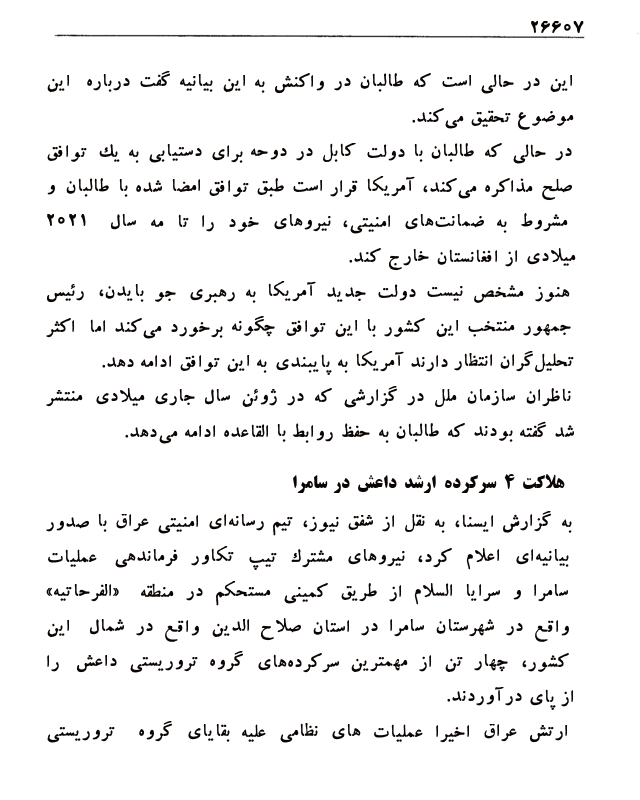 ۲۶۶۰۷
این در حالی است که طالبان در واکنش به این بیانیه گفت درباره این
موضوع تحقیق می‌کند.
در حالی که طالبان با دولت کابل در دوحه برای دستیابی به یك توافق
صلح مذاکره می‌کند، آمریکا قرار است طبق توافق امضا شده با طالبان و
مشروط به ضمانت‌های امنیتی، نیروهای خود را تا مه سال ۲۰۲۱
میلادی از افغانستان خارج کند.
هنوز مشخص نیست دولت جدید آمریکا به رهبری جو بایدن، رئیس
جمهور منتخب این کشور با این توافق چگونه برخورد می‌کند اما اکثر
تحلیل‌گران انتظار دارند آمریکا به پایبندی به این توافق ادامه دهد.
ناظران سازمان ملل در گزارشی که در ژوئن سال جاری میلادی منتشر
شد گفته بودند که طالبان به حفظ روابط با القاعده ادامه می‌دهد.
هلاکت ۴ سرکرده ارشد داعش در سامرا
به گزارش ایسنا، به نقل از شفق نیوز، تیم رسانه‌ای امنیتی عراق با صدور
بیانیه‌ای اعلام کرد، نیروهای مشترك تیپ تکاور فرماندهی عملیات
سامرا و سرایا السلام از طریق کمینی مستحکم در منطقه «الفرحاتیه»
واقع در شهرستان سامرا در استان صلاح الدین واقع در شمال این
کشور، چهار تن از مهمترین سرکرده‌های گروه تروریستی داعش را
از پای درآوردند.
ارتش عراق اخیرا عملیات های نظامی علیه بقایای گروه تروریستی